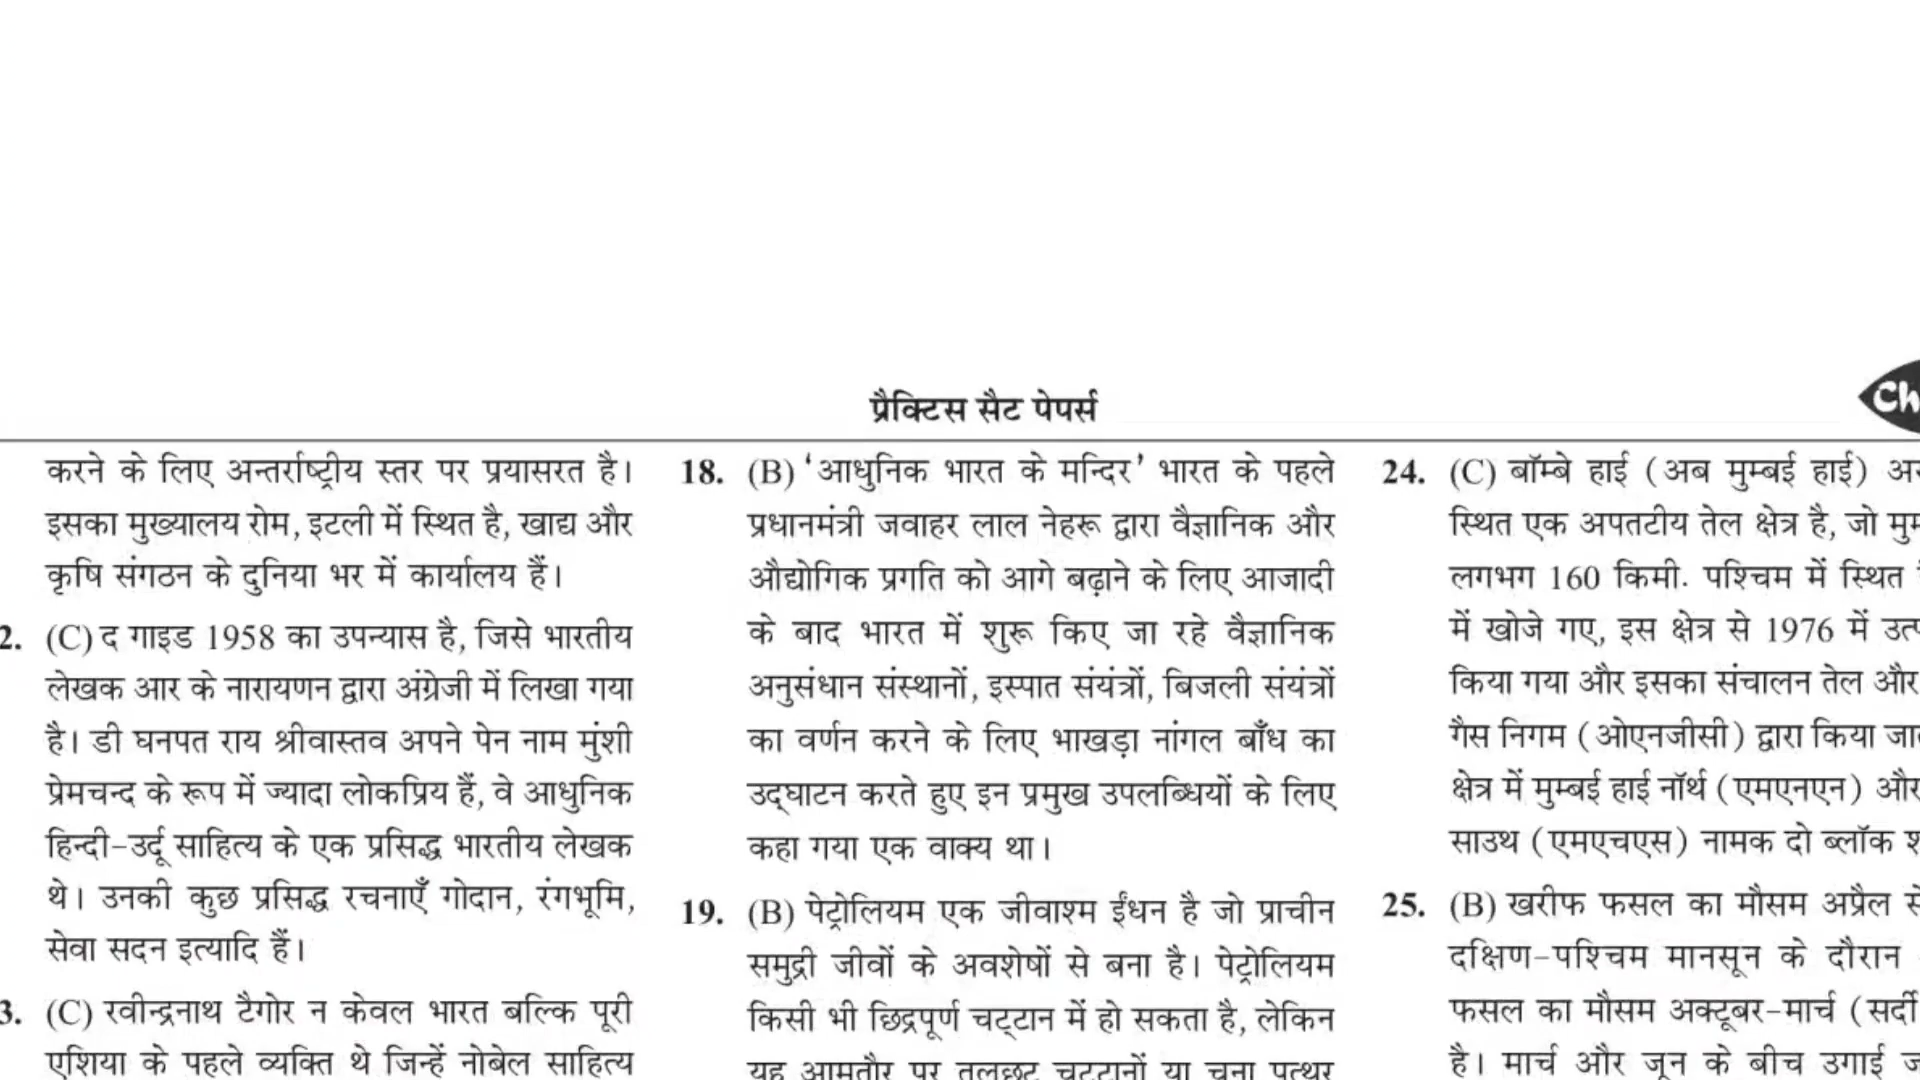 प्रैक्टिस सैट पेपर्स
Ch
करने के लिए अन्तर्राष्ट्रीय स्तर पर प्रयासरत है।
इसका मुख्यालय रोम, इटली में स्थित है, खाद्य और
कृषि संगठन के दुनिया भर में कार्यालय हैं।
2. (C) द गाइड 1958 का उपन्यास है, जिसे भारतीय
लेखक आर के नारायणन द्वारा अंग्रेजी में लिखा गया
है। डी घनपत राय श्रीवास्तव अपने पेन नाम मुंशी
प्रेमचन्द के रूप में ज्यादा लोकप्रिय हैं, वे आधुनिक
हिन्दी-उर्दू साहित्य के एक प्रसिद्ध भारतीय लेखक
थे। उनकी कुछ प्रसिद्ध रचनाएँ गोदान, रंगभूमि,
सेवा सदन इत्यादि हैं।
3. (C) रवीन्द्रनाथ टैगोर न केवल भारत बल्कि पूरी
एशिया के पहले व्यक्ति थे जिन्हें नोबेल साहित्य
18. (B) ‘आधुनिक भारत के मन्दिर’ भारत के पहले
प्रधानमंत्री जवाहर लाल नेहरू द्वारा वैज्ञानिक और
औद्योगिक प्रगति को आगे बढ़ाने के लिए आजादी
के बाद भारत में शुरू किए जा रहे वैज्ञानिक
अनुसंधान संस्थानों, इस्पात संयंत्रों, बिजली संयंत्रों
का वर्णन करने के लिए भाखड़ा नांगल बाँध का
उद्घाटन करते हुए इन प्रमुख उपलब्धियों के लिए
कहा गया एक वाक्य था।
19. (B) पेट्रोलियम एक जीवाश्म ईंधन है जो प्राचीन
समुद्री जीवों के अवशेषों से बना है। पेट्रोलियम
किसी भी छिद्रपूर्ण चट्टान में हो सकता है, लेकिन
यह आमतौर पर तलछट चट्टानों या चूना पत्थर
24. (C) बॉम्बे हाई (अब मुम्बई हाई)
स्थित एक अपतटीय तेल क्षेत्र है, जो
लगभग 160 किमी. पश्चिम में स्थित
में खोजे गए, इस क्षेत्र से 1976 में
किया गया और इसका संचालन तेल और
गैस निगम (ओएनजीसी) द्वारा किया
क्षेत्र में मुम्बई हाई नॉर्थ (एमएनएन) और
साउथ (एमएचएस) नामक दो ब्लॉक
25. (B) खरीफ फसल का मौसम अप्रैल से
दक्षिण-पश्चिम मानसून के दौरान
फसल का मौसम अक्टूबर-मार्च (सर्दी
है। मार्च और जून के बीच उगाई